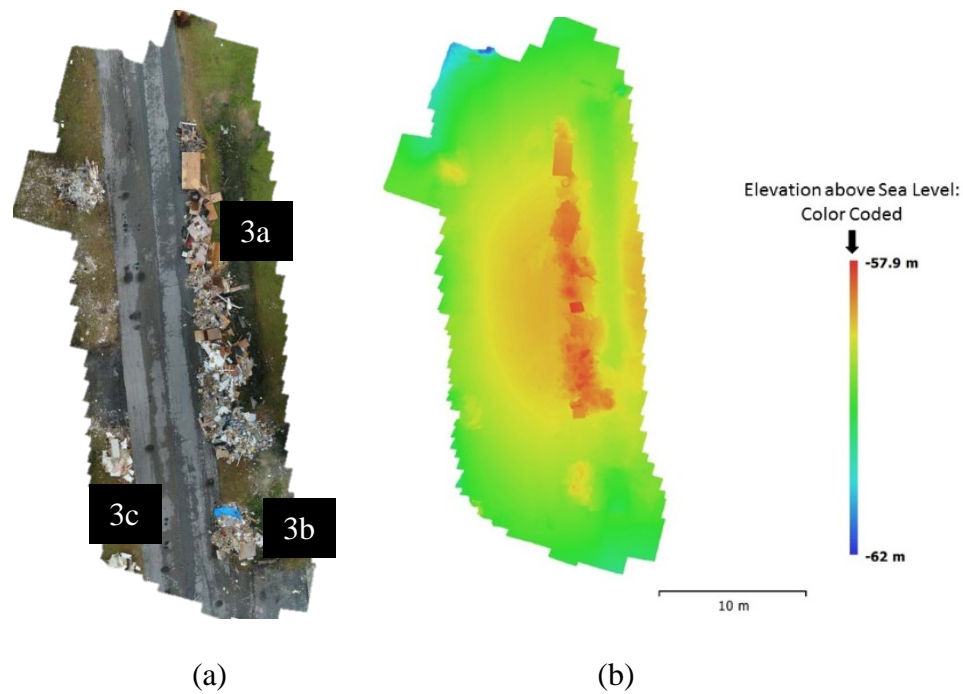 3a
3c
3b
Elevation above Sea Level:
Color Coded
-57.9 m
-62 m
10 m
(a)
(b)